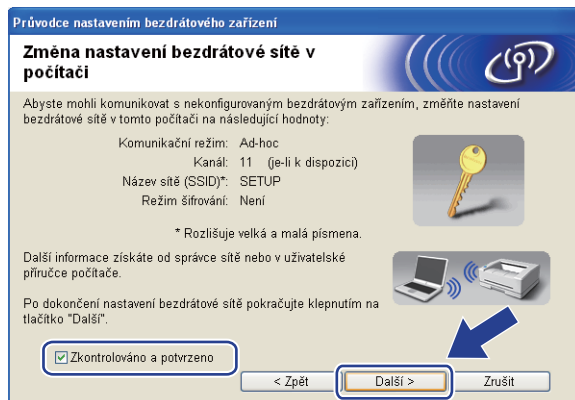 Průvodce nastavením bezdrátového zařízení
Změna nastavení bezdrátové sítě v
počítači
Abyste mohli komunikovat s nekonfigurovaným bezdrátovým zařízením, změňte nastavení
bezdrátové sítě v tomto počítači na následující hodnoty:
Komunikační režim: Ad-hoc
Kanál: 11 (je-li k dispozici)
Název sítě (SSID)*: SETUP
Režim šifrování: Není
* Rozlišuje velká a malá písmena.
Další informace získáte od správce sítě nebo v uživatelské
příručce počítače.
Po dokončení nastavení bezdrátové sítě pokračujte klepnutím na
tlačítko "Další".
Zkontrolováno a potvrzeno
< Zpět Další > Zrušit